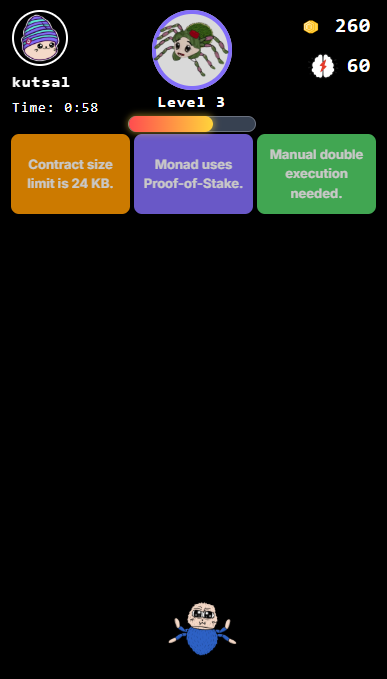 260
60
kutsal
Time: 0:58
Level 3
Contract size
limit is 24 KB.
Monad uses
Proof-of-Stake.
Manual double
execution
needed.